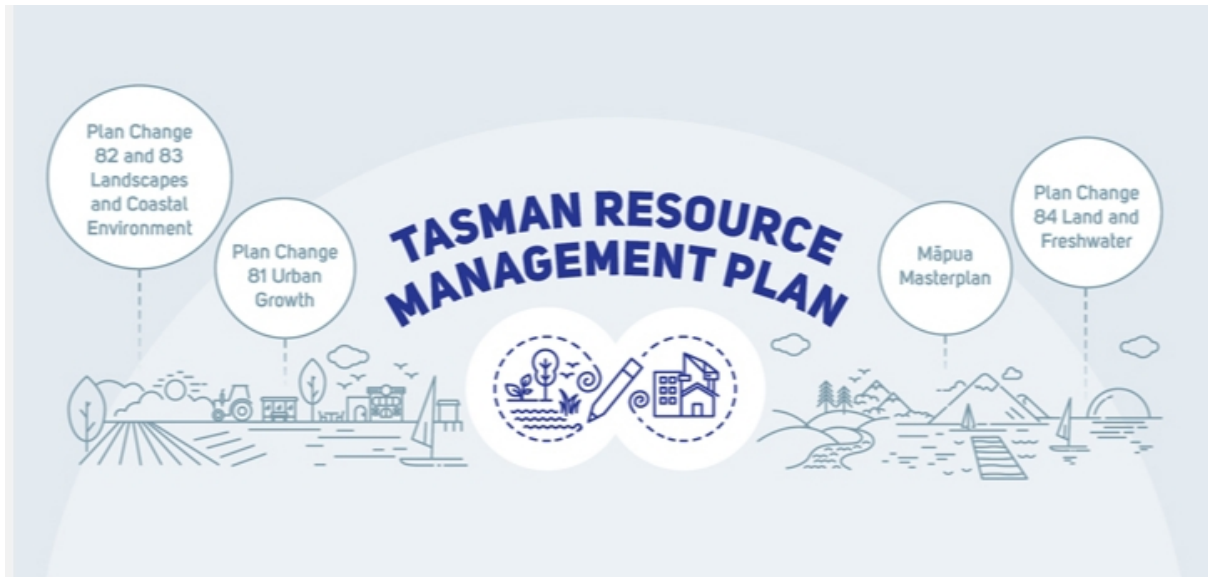 Plan Change
82 and 83
Landscapes
and Coastal
Environment
Plan Change
81 Urban
Growth
TASMAN RESOURCE
MANAGEMENT PLAN
Māpua
Masterplan
Plan Change
84 Land and
Freshwater